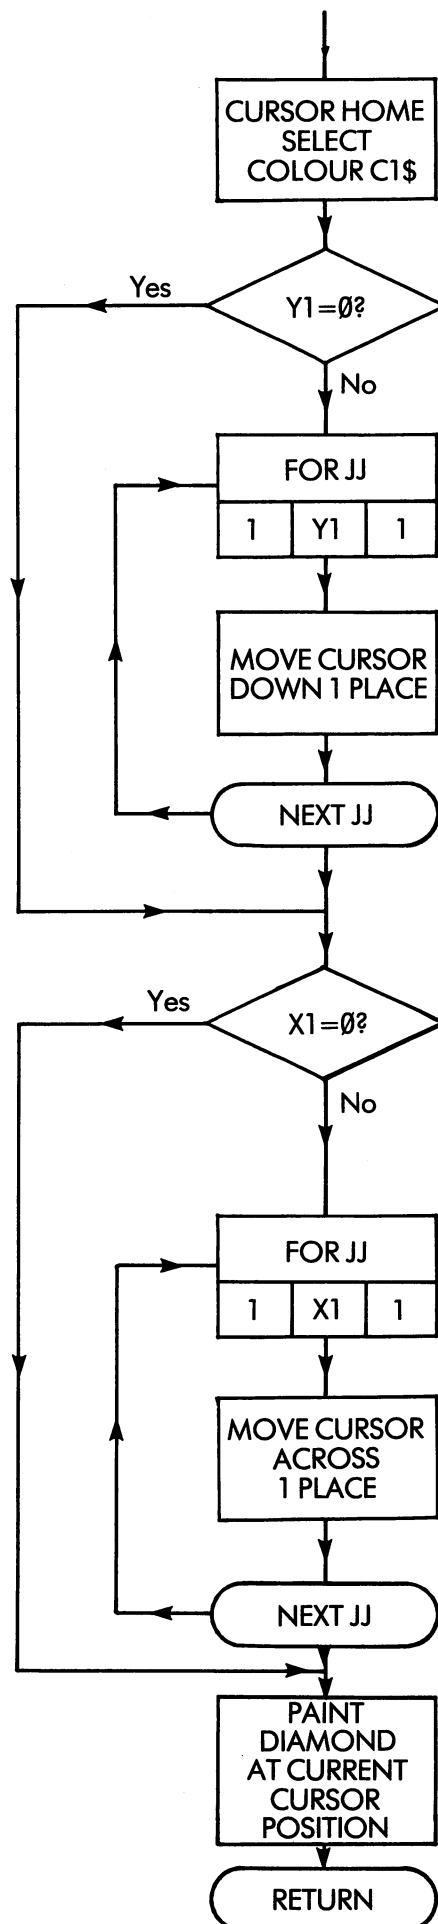 CURSOR HOME
SELECT
COLOUR C1$
Yes
Y1=Ø?
No
FOR JJ
1 Y1 1
MOVE CURSOR
DOWN 1 PLACE
NEXT JJ
Yes
X1=Ø?
No
FOR JJ
1 X1 1
MOVE CURSOR
ACROSS
1 PLACE
NEXT JJ
PAINT
DIAMOND
AT CURRENT
CURSOR
POSITION
RETURN